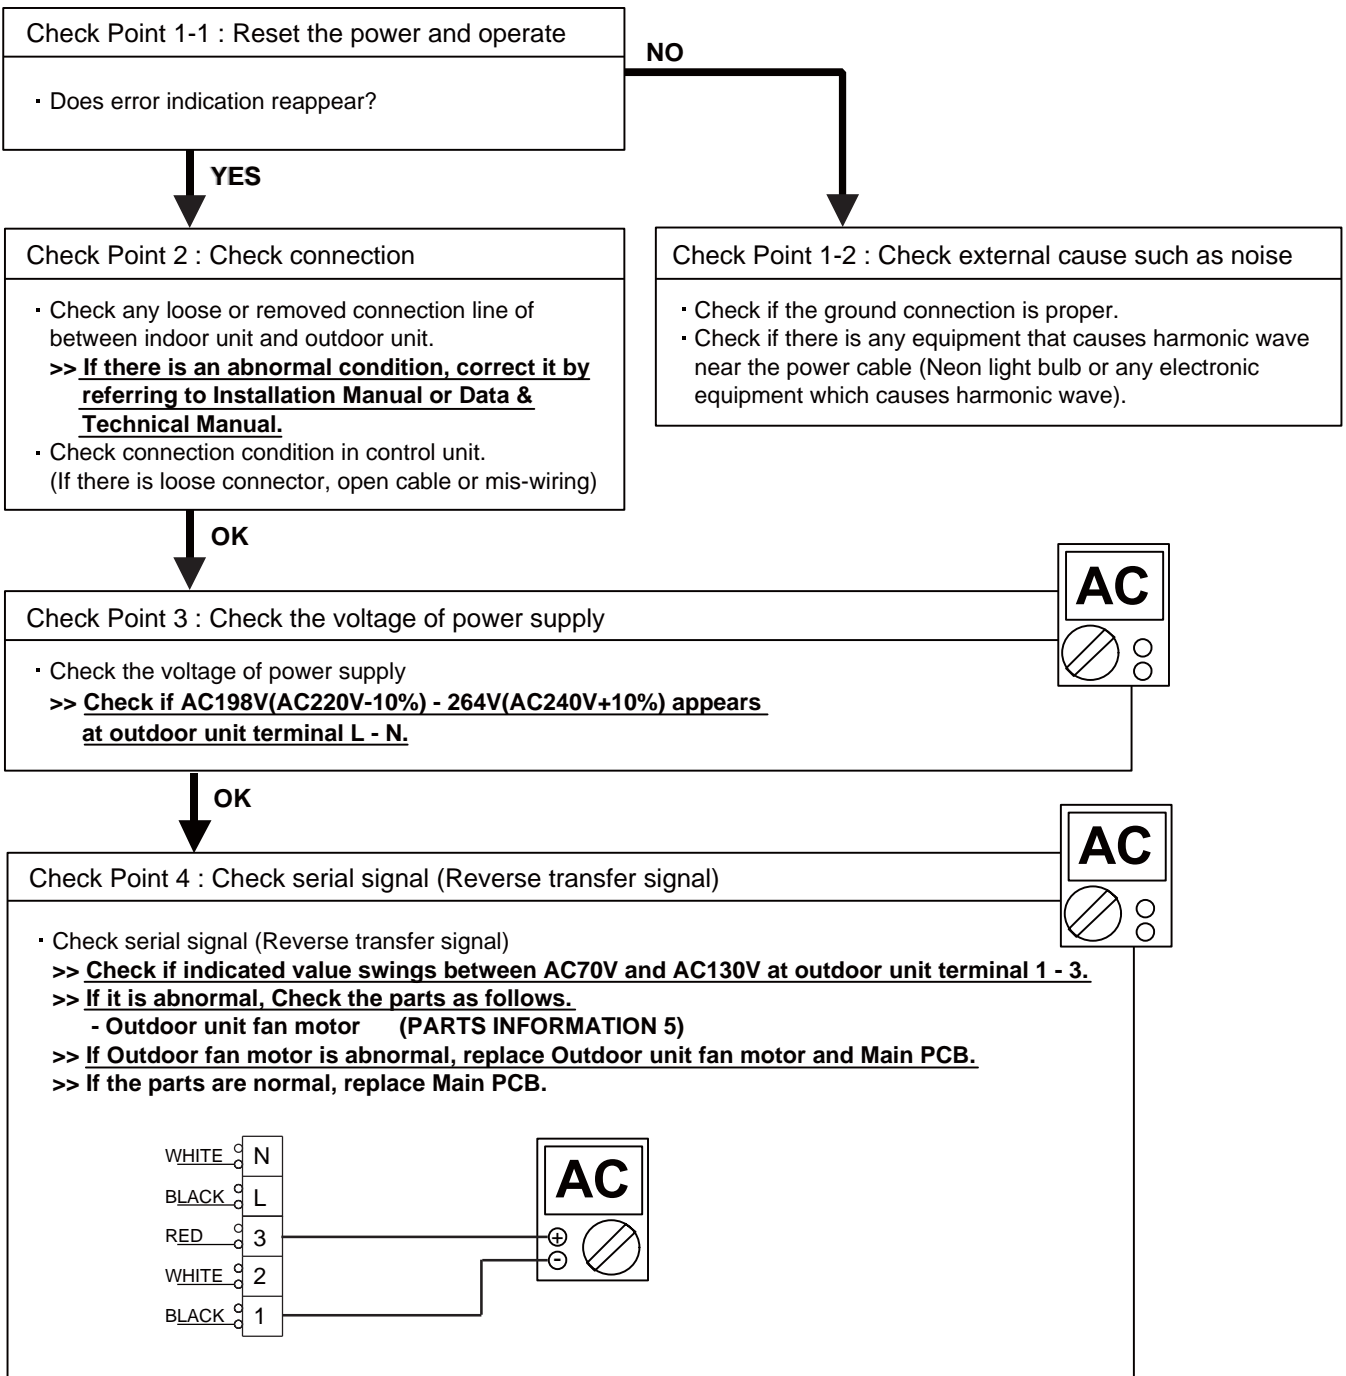 Check Point 1-1 : Reset the power and operate
· Does error indication reappear?
NO
YES
Check Point 2 : Check connection
· Check any loose or removed connection line of
between indoor unit and outdoor unit.
>> If there is an abnormal condition, correct it by
referring to Installation Manual or Data &
Technical Manual.
· Check connection condition in control unit.
(If there is loose connector, open cable or mis-wiring)
Check Point 1-2 : Check external cause such as noise
· Check if the ground connection is proper.
· Check if there is any equipment that causes harmonic wave
near the power cable (Neon light bulb or any electronic
equipment which causes harmonic wave).
OK
Check Point 3 : Check the voltage of power supply
AC
· Check the voltage of power supply
>> Check if AC198V(AC220V-10%) - 264V(AC240V+10%) appears
at outdoor unit terminal L - N.
OK
Check Point 4 : Check serial signal (Reverse transfer signal)
AC
· Check serial signal (Reverse transfer signal)
>> Check if indicated value swings between AC70V and AC130V at outdoor unit terminal 1 - 3.
>> If it is abnormal, Check the parts as follows.
- Outdoor unit fan motor (PARTS INFORMATION 5)
>> If Outdoor fan motor is abnormal, replace Outdoor unit fan motor and Main PCB.
>> If the parts are normal, replace Main PCB.
WHITE N
BLACK L
RED 3
WHITE 2
BLACK 1
AC
+
-